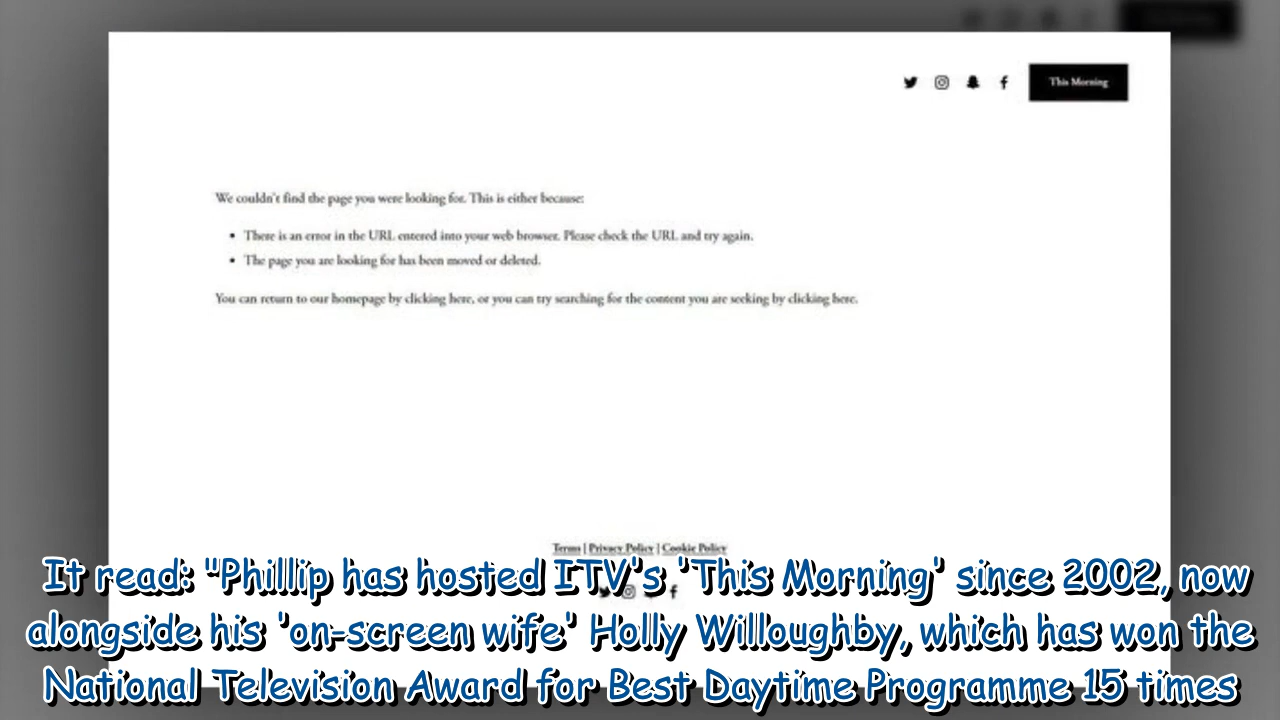 This Morning
We couldn't find the page you were looking for. This is either because:
• There is an error in the URL entered into your web browser. Please check the URL and try again.
• The page you are looking for has been moved or deleted.
You can return to our homepage by clicking here, or you can try searching for the content you are seeking by clicking here.
Terms | Privacy Policy | Cookie Policy
It read: "Phillip has hosted ITV's 'This Morning' since 2002, now
alongside his 'on-screen wife' Holly Willoughby, which has won the
National Television Award for Best Daytime Programme 15 times